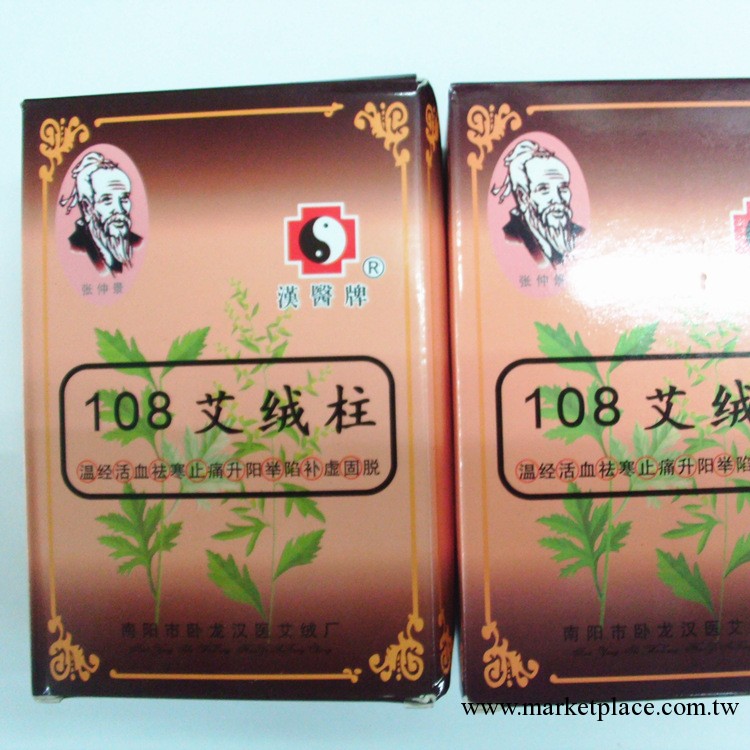 张仲景
®
漢醫牌
108 艾绒柱
温经活血祛寒止痛升阳举陷补虚固脱
南阳市卧龙汉医艾绒厂
张仲景
108 艾绒
温经活血祛寒止痛升阳举陷
南阳市卧龙汉医艾
www.marketplace.com.tw